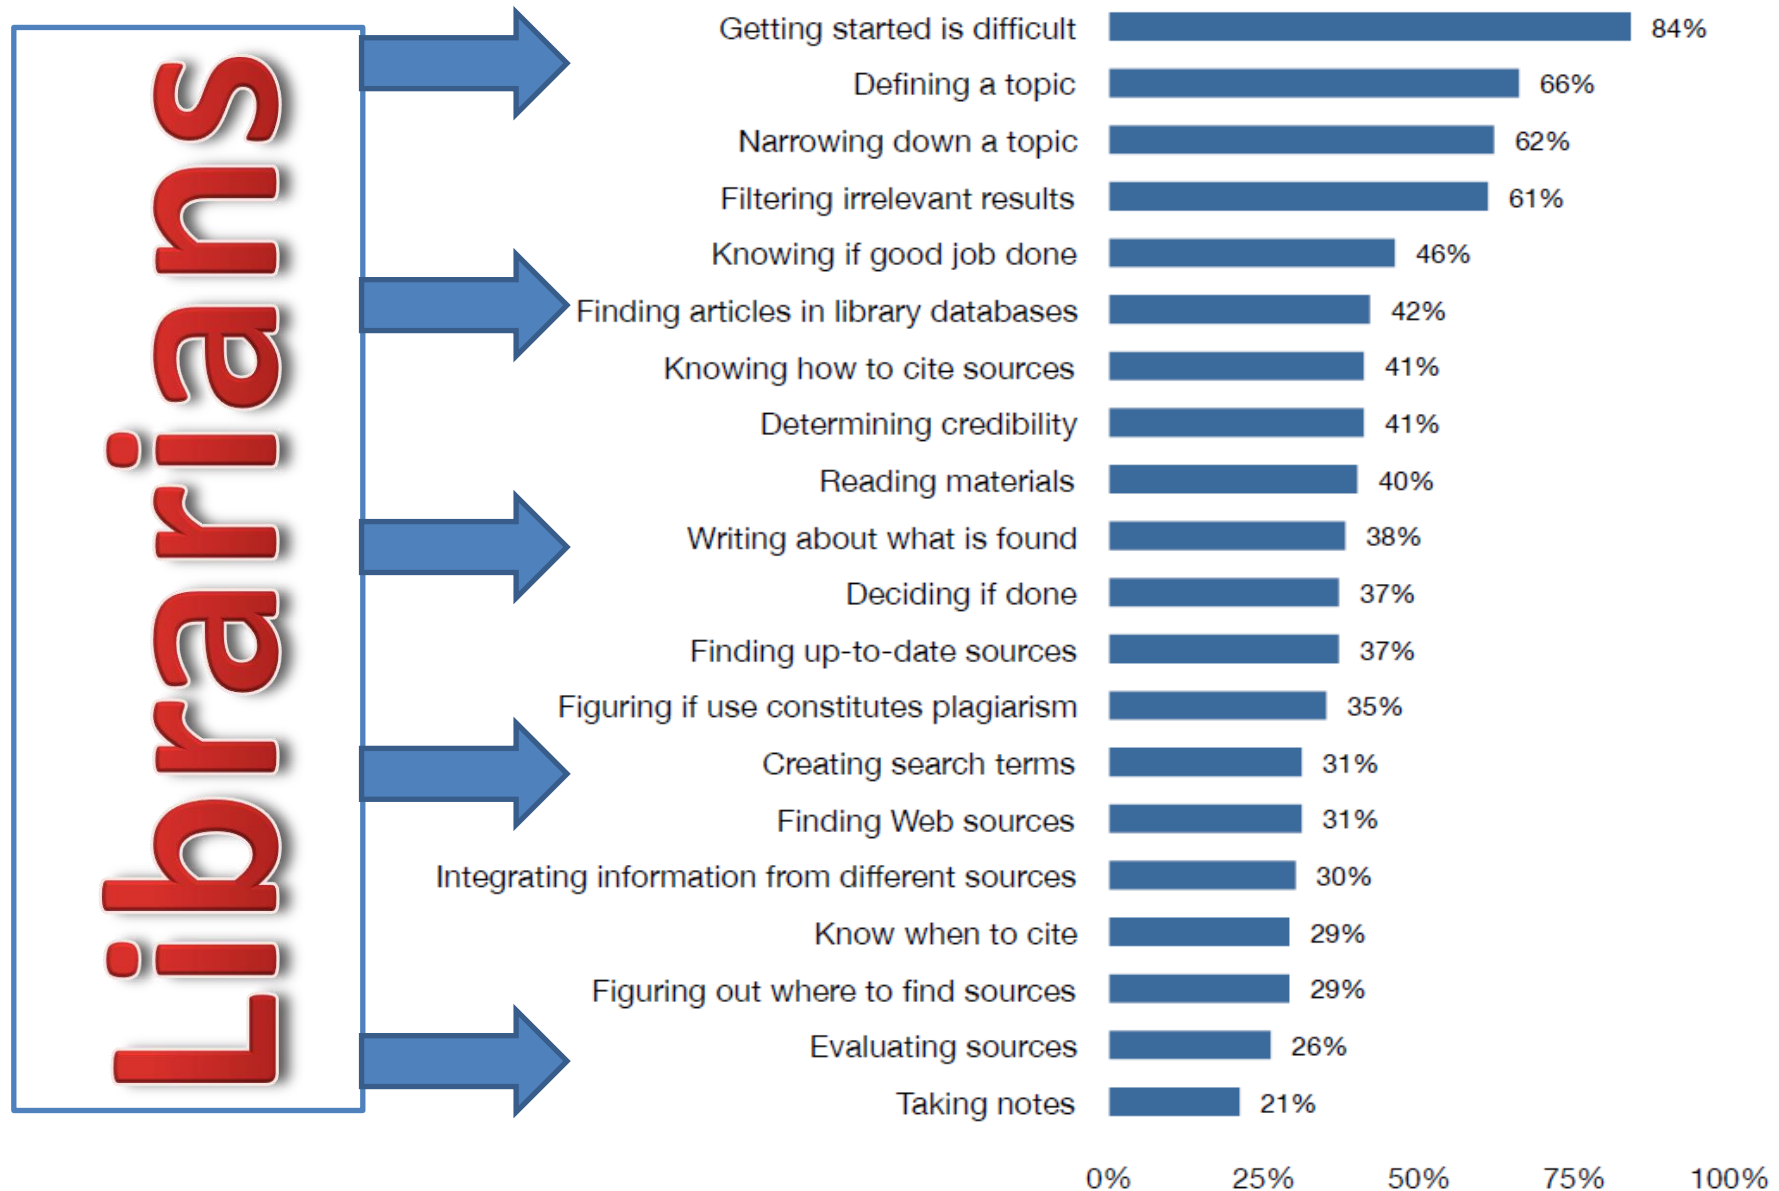 Librarians
Getting started is difficult 84%
Defining a topic 66%
Narrowing down a topic 62%
Filtering irrelevant results 61%
Knowing if good job done 46%
Finding articles in library databases 42%
Knowing how to cite sources 41%
Determining credibility 41%
Reading materials 40%
Writing about what is found 38%
Deciding if done 37%
Finding up-to-date sources 37%
Figuring if use constitutes plagiarism 35%
Creating search terms 31%
Finding Web sources 31%
Integrating information from different sources 30%
Know when to cite 29%
Figuring out where to find sources 29%
Evaluating sources 26%
Taking notes 21%
0% 25% 50% 75% 100%